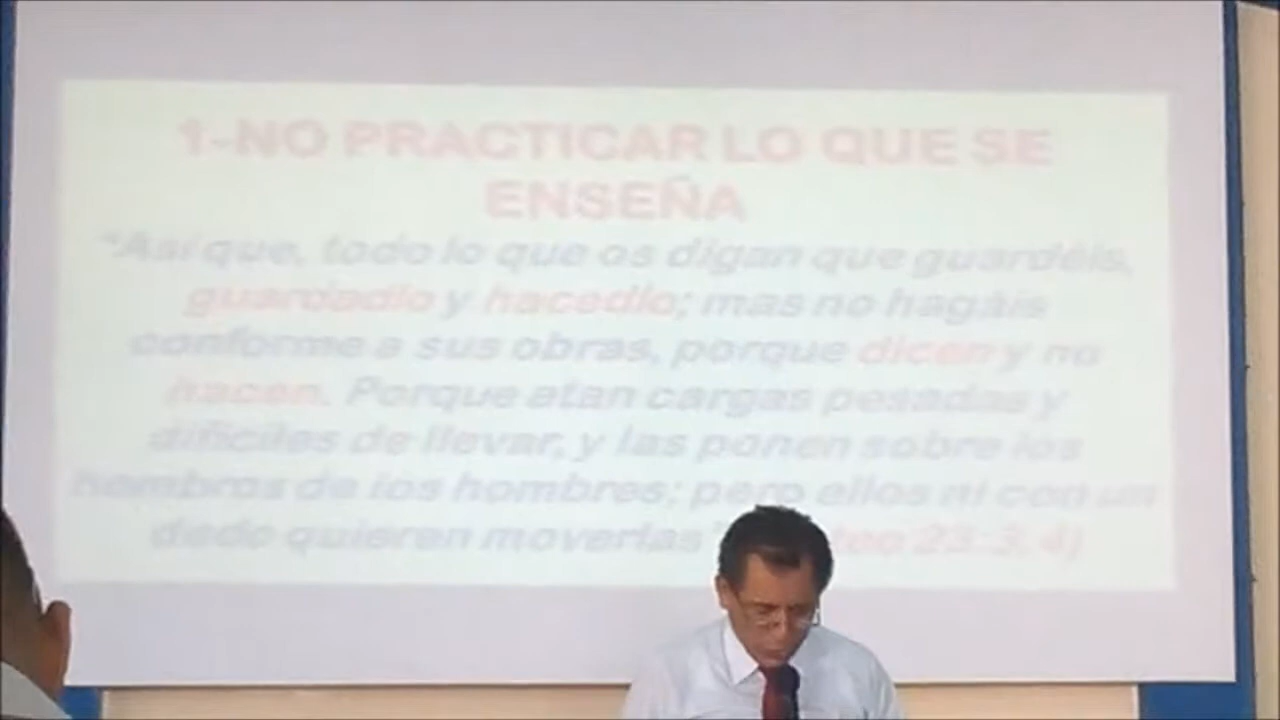 1-NO PRACTICAR LO QUE SE
ENSEÑA
“Así que, todo lo que os digan que guardéis,
guardadlo y hacedlo; mas no hagáis
conforme a sus obras, porque dicen y no
hacen. Porque atan cargas pesadas y
difíciles de llevar, y las ponen sobre los
hombros de los hombres; pero ellos ni con un
dedo quieren moverlas” 23:3,4)